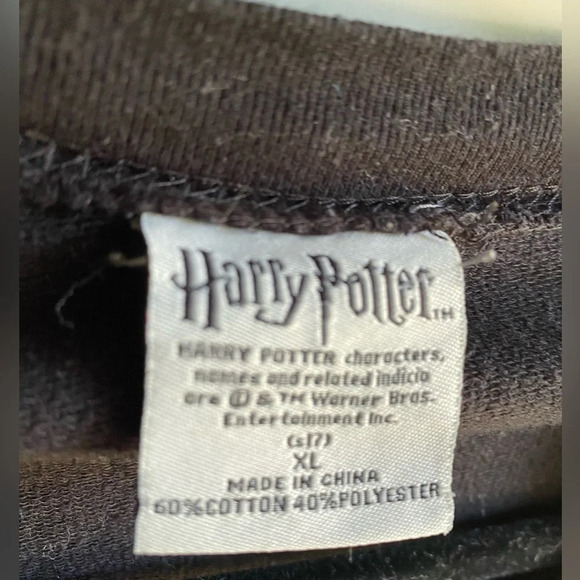 Harry Potter TM
HARRY POTTER characters,
names and related indicia
are © & TM Warner Bros.
Entertainment Inc.
(s17)
XL
MADE IN CHINA
60%COTTON 40%POLYESTER